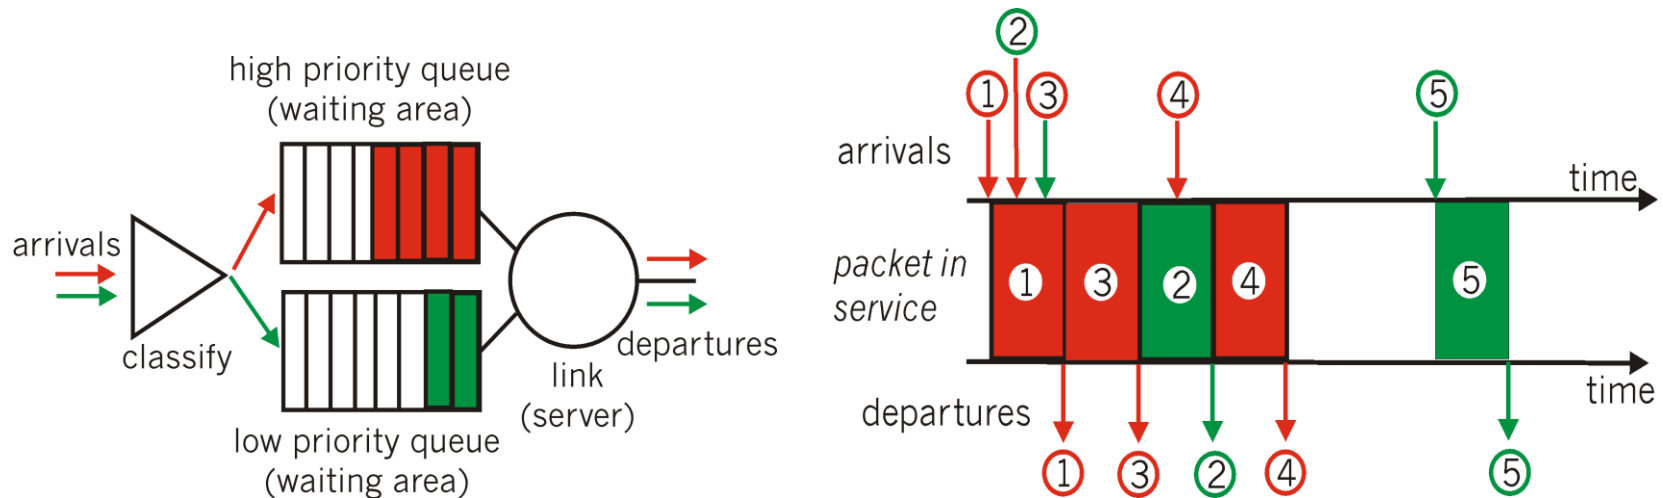 high priority queue
(waiting area)
arrivals
classify
low priority queue
(waiting area)
link
(server)
departures
2
1
3
4
5
arrivals
time
packet in
service
1
3
2
4
5
time
departures
1
3
2
4
5